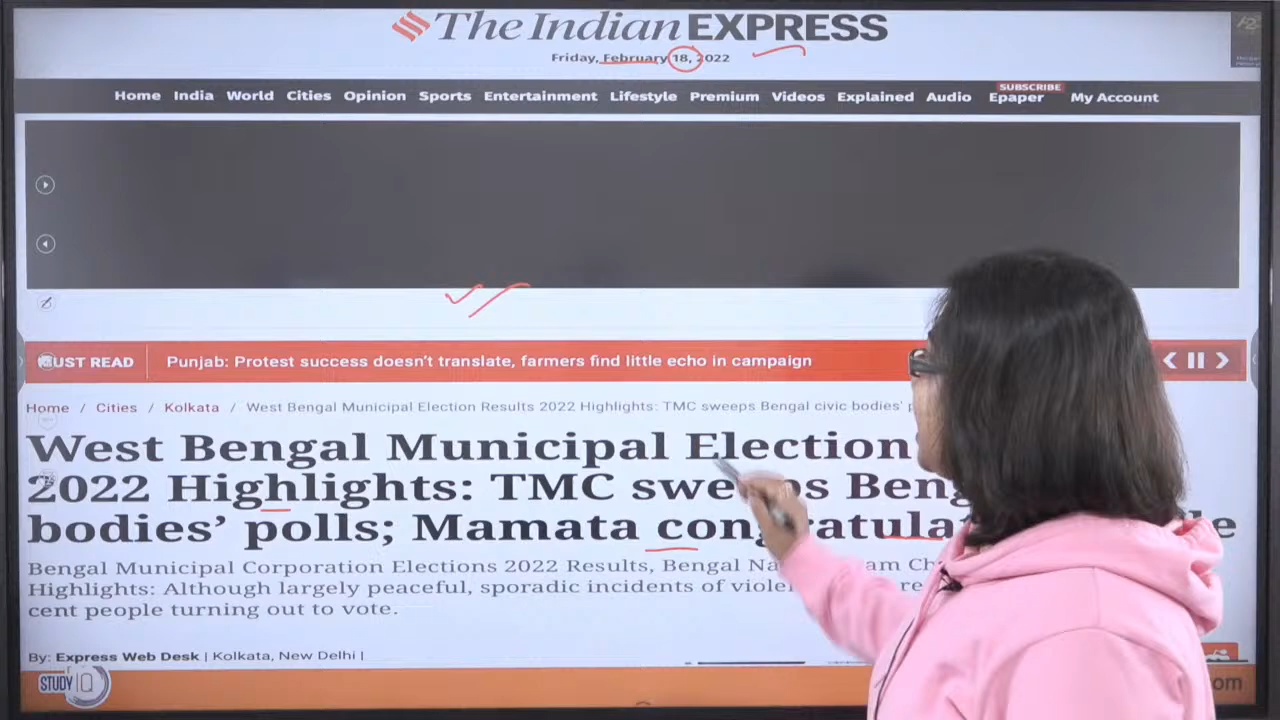 The Indian EXPRESS
Friday, February 18, 2022
Home India World Cities Opinion Sports Entertainment Lifestyle Premium Videos Explained Audio Epaper My Account
SUBSCRIBE
UST READ Punjab: Protest success doesn't translate, farmers find little echo in campaign
Home / Cities / Kolkata / West Bengal Municipal Election Results 2022 Highlights: TMC sweeps Bengal civic bodies'
West Bengal Municipal Election
2022 Highlights: TMC sweeps Beng
bodies' polls; Mamata congratula le
Bengal Municipal Corporation Elections 2022 Results, Bengal Na am Ch
Highlights: Although largely peaceful, sporadic incidents of violen re
cent people turning out to vote.
By: Express Web Desk | Kolkata, New Delhi |
STUDY IQ
om